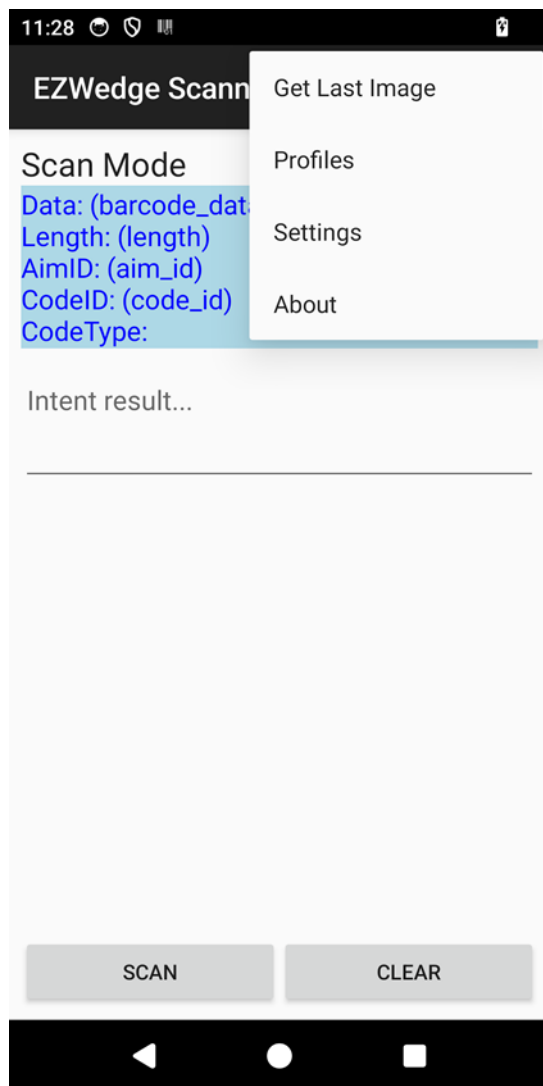 11:28
EZWedge Scann
Get Last Image
Profiles
Settings
About
Scan Mode
Data: (barcode_dat
Length: (length)
AimID: (aim_id)
CodeID: (code_id)
CodeType:
Intent result...
SCAN
CLEAR